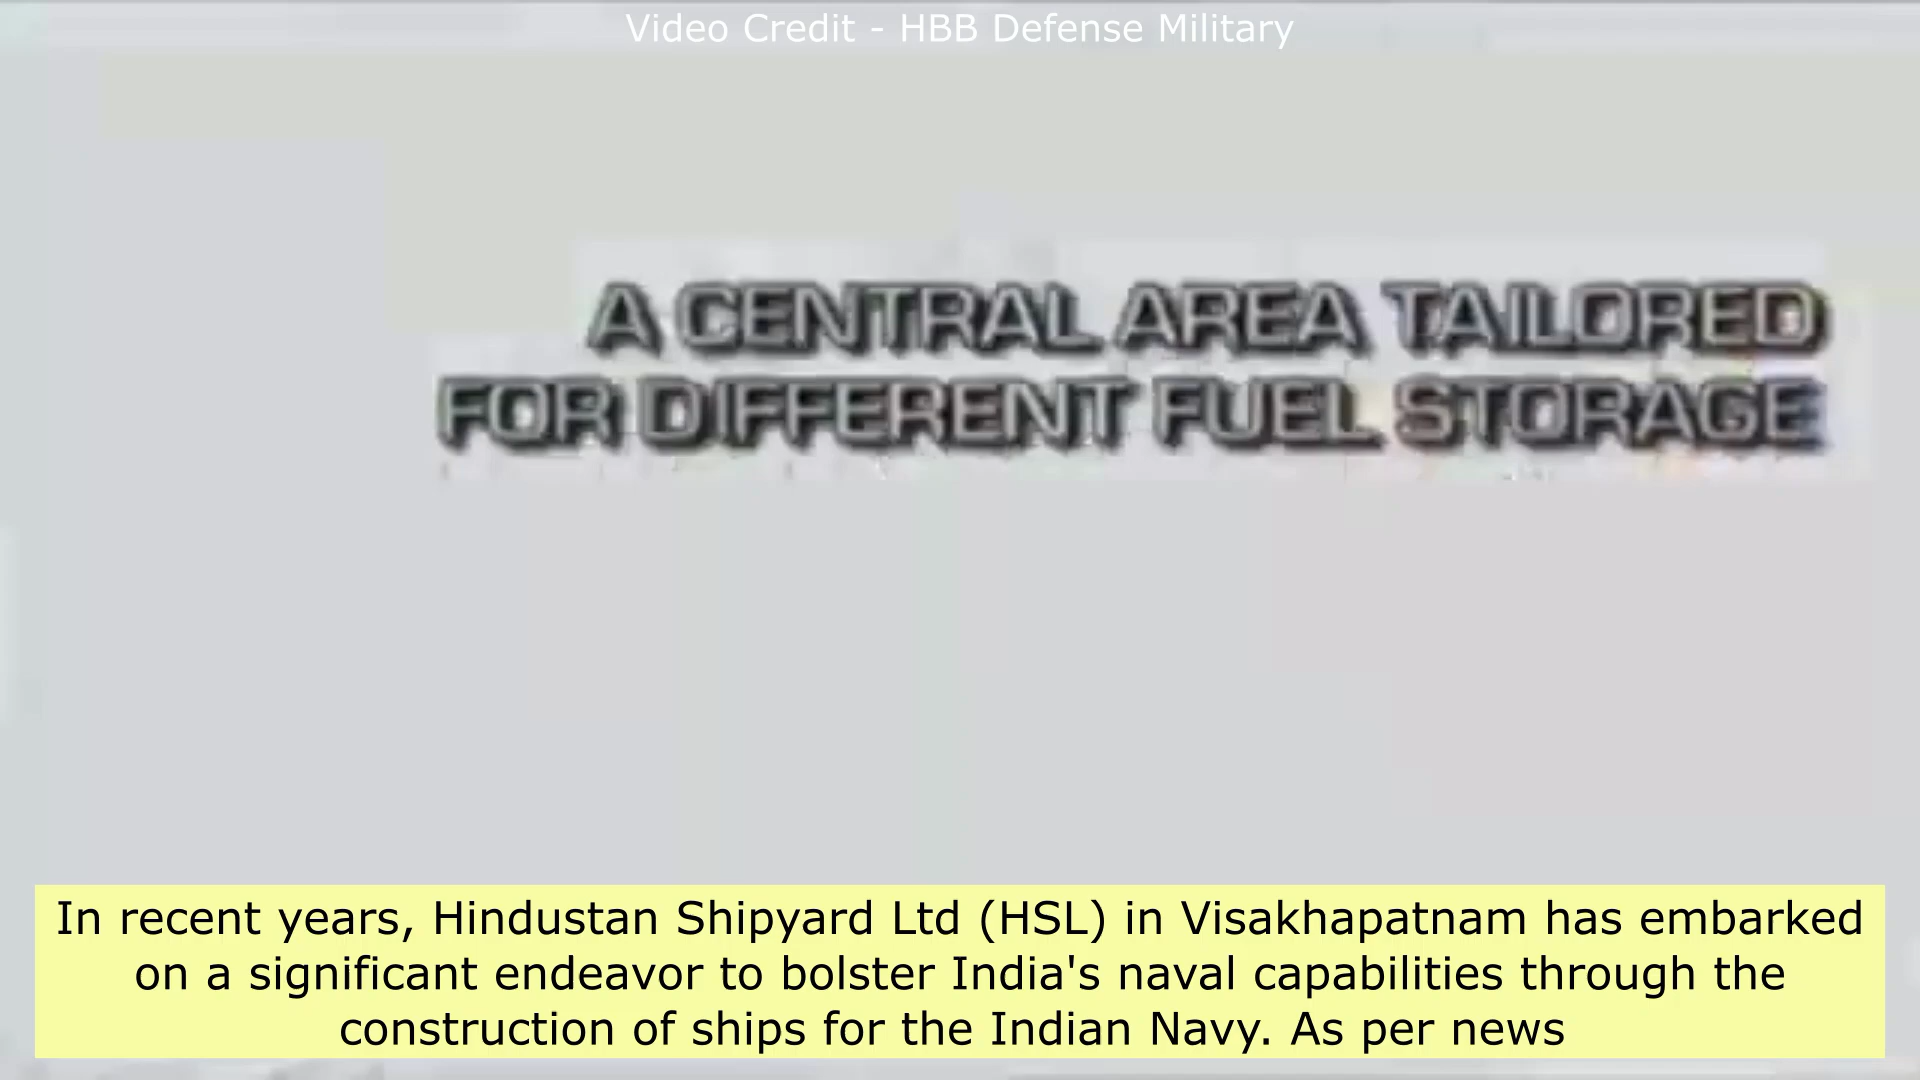 Video Credit - HBB Defense Military
A CENTRAL AREA TAILORED
FOR DIFFERENT FUEL STORAGE
In recent years, Hindustan Shipyard Ltd (HSL) in Visakhapatnam has embarked
on a significant endeavor to bolster India's naval capabilities through the
construction of ships for the Indian Navy. As per news